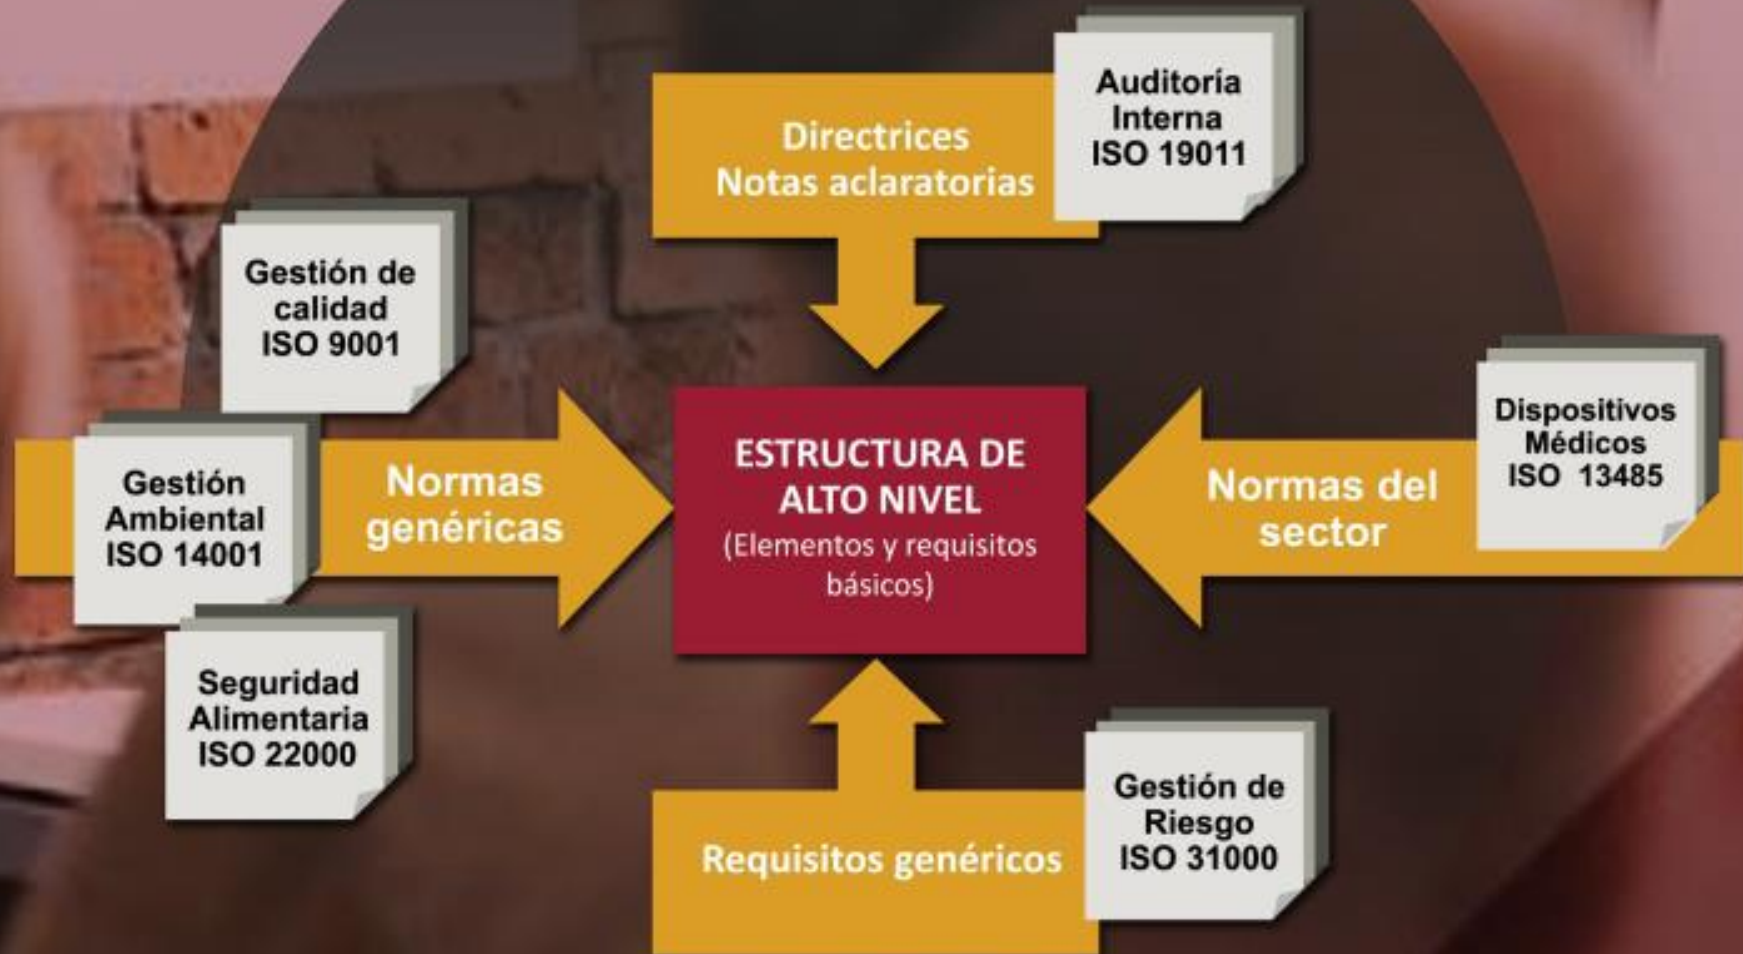 Directrices
Notas aclaratorias
Auditoría
Interna
ISO 19011
Gestión de
calidad
ISO 9001
Gestión
Ambiental
ISO 14001
Seguridad
Alimentaria
ISO 22000
Normas
genéricas
ESTRUCTURA DE
ALTO NIVEL
(Elementos y requisitos
básicos)
Normas del
sector
Dispositivos
Médicos
ISO 13485
Requisitos genéricos
Gestión de
Riesgo
ISO 31000